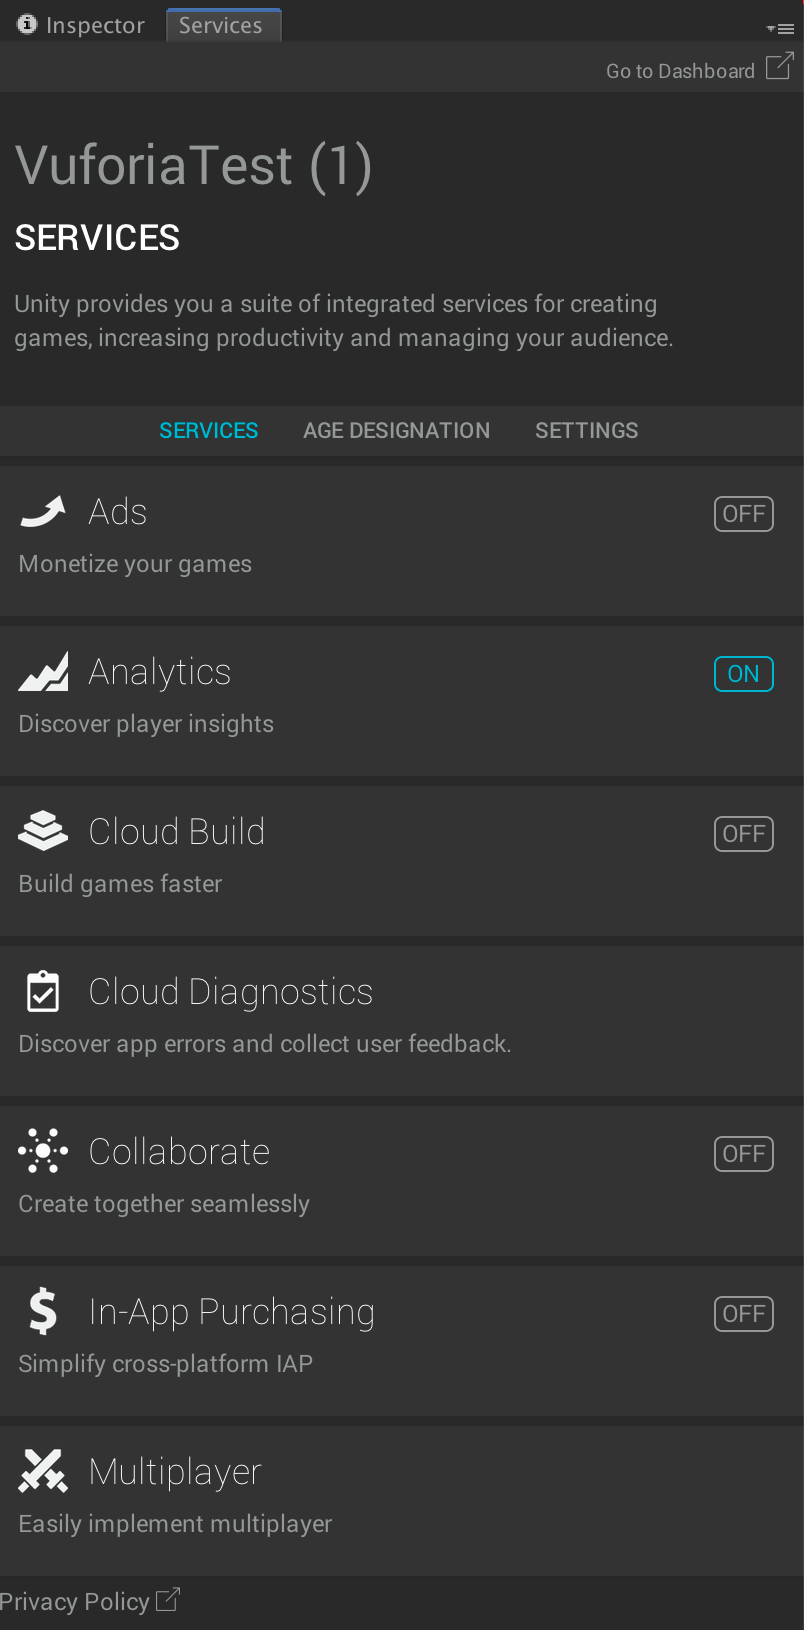 Inspector Services
Go to Dashboard
VuforiaTest (1)
SERVICES
Unity provides you a suite of integrated services for creating
games, increasing productivity and managing your audience.
SERVICES AGE DESIGNATION SETTINGS
Ads OFF
Monetize your games
Analytics ON
Discover player insights
Cloud Build OFF
Build games faster
Cloud Diagnostics
Discover app errors and collect user feedback.
Collaborate OFF
Create together seamlessly
In-App Purchasing OFF
Simplify cross-platform IAP
Multiplayer
Easily implement multiplayer
Privacy Policy